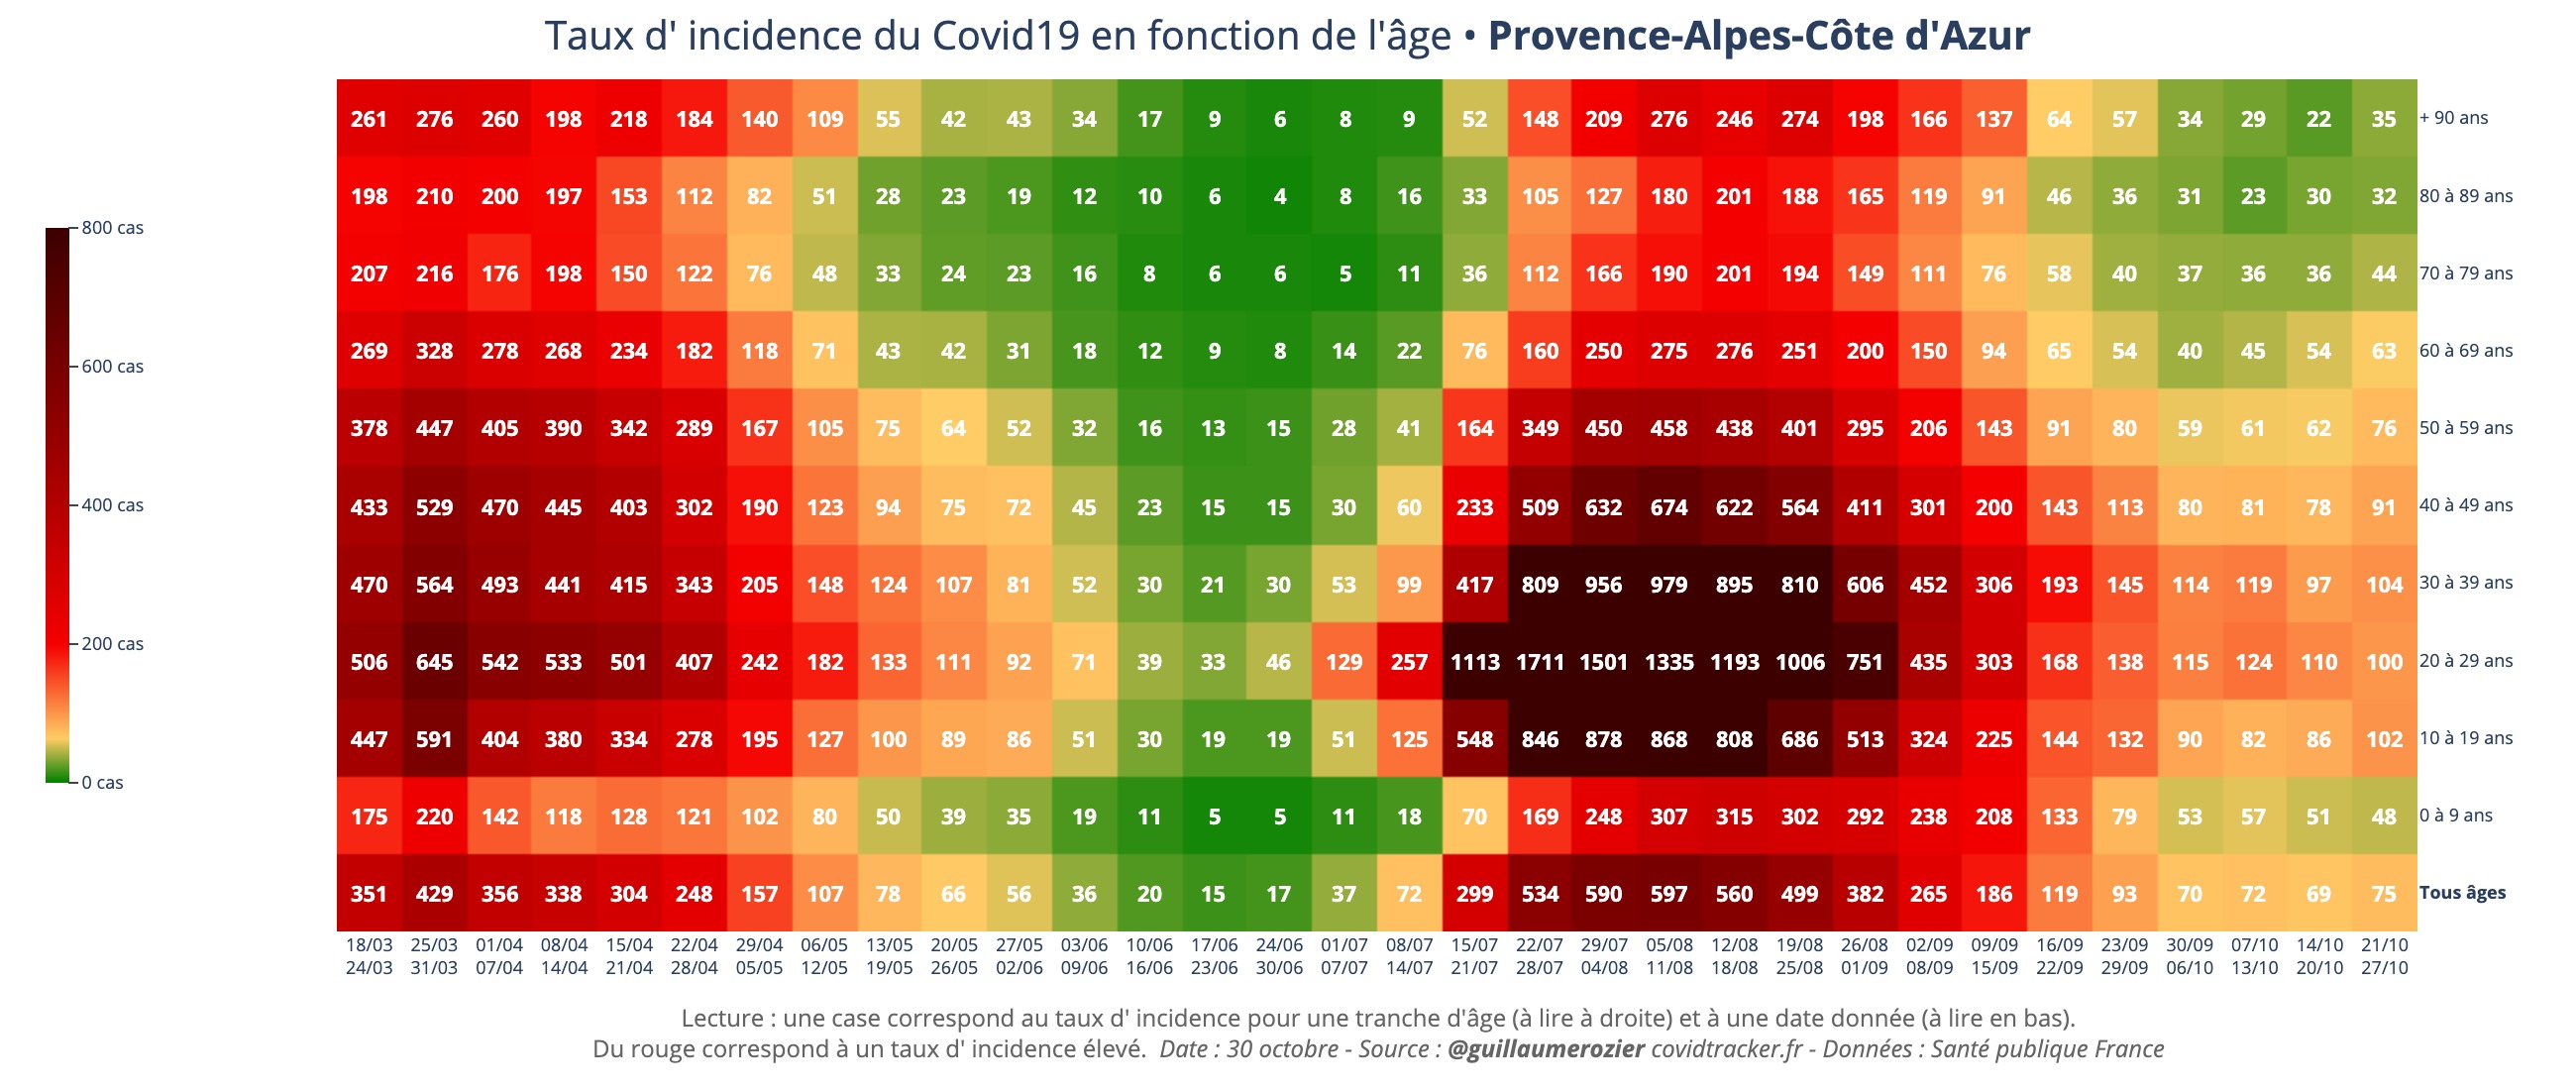 Taux d' incidence du Covid19 en fonction de l'âge • Provence-Alpes-Côte d'Azur
800 cas
600 cas
400 cas
200 cas
0 cas
261 276 260 198 218 184 140 109 55 42 43 34 17 9 6 8 9 52 148 209 276 246 274 198 166 137 64 57 34 29 22 35 + 90 ans
198 210 200 197 153 112 82 51 28 23 19 12 10 6 4 8 16 33 105 127 180 201 188 165 119 91 46 36 31 23 30 32 80 à 89 ans
207 216 176 198 150 122 76 48 33 24 23 16 8 6 6 5 11 36 112 166 190 201 194 149 111 76 58 40 37 36 36 44 70 à 79 ans
269 328 278 268 234 182 118 71 43 42 31 18 12 9 8 14 22 76 160 250 275 276 251 200 150 94 65 54 40 45 54 63 60 à 69 ans
378 447 405 390 342 289 167 105 75 64 52 32 16 13 15 28 41 164 349 450 458 438 401 295 206 143 91 80 59 61 62 76 50 à 59 ans
433 529 470 445 403 302 190 123 94 75 72 45 23 15 15 30 60 233 509 632 674 622 564 411 301 200 143 113 80 81 78 91 40 à 49 ans
470 564 493 441 415 343 205 148 124 107 81 52 30 21 30 53 99 417 809 956 979 895 810 606 452 306 193 145 114 119 97 104 30 à 39 ans
506 645 542 533 501 407 242 182 133 111 92 71 39 33 46 129 257 1113 1711 1501 1335 1193 1006 751 435 303 168 138 115 124 110 100 20 à 29 ans
447 591 404 380 334 278 195 127 100 89 86 51 30 19 19 51 125 548 846 878 868 808 686 513 324 225 144 132 90 82 86 102 10 à 19 ans
175 220 142 118 128 121 102 80 50 39 35 19 11 5 5 11 18 70 169 248 307 315 302 292 238 208 133 79 53 57 51 48 0 à 9 ans
351 429 356 338 304 248 157 107 78 66 56 36 20 15 17 37 72 299 534 590 597 560 499 382 265 186 119 93 70 72 69 75 Tous âges
18/03 25/03 01/04 08/04 15/04 22/04 29/04 06/05 13/05 20/05 27/05 03/06 10/06 17/06 24/06 01/07 08/07 15/07 22/07 29/07 05/08 12/08 19/08 26/08 02/09 09/09 16/09 23/09 30/09 07/10 14/10 21/10
24/03 31/03 07/04 14/04 21/04 28/04 05/05 12/05 19/05 26/05 02/06 09/06 16/06 23/06 30/06 07/07 14/07 21/07 28/07 04/08 11/08 18/08 25/08 01/09 08/09 15/09 22/09 29/09 06/10 13/10 20/10 27/10
Lecture : une case correspond au taux d' incidence pour une tranche d'âge (à lire à droite) et à une date donnée (à lire en bas).
Du rouge correspond à un taux d' incidence élevé. Date : 30 octobre - Source : @guillaumerozier covidtracker.fr - Données : Santé publique France